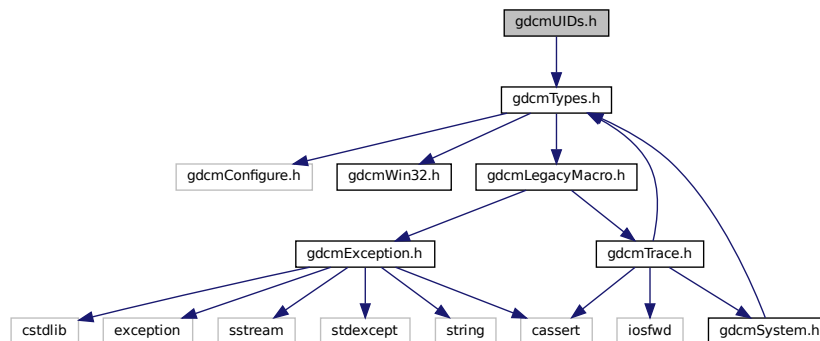 gdcmUIDs.h
gdcmTypes.h
gdcmConfigure.h
gdcmWin32.h
gdcmLegacyMacro.h
gdcmException.h
gdcmTrace.h
cstdlib
exception
sstream
stdexcept
string
cassert
iosfwd
gdcmSystem.h